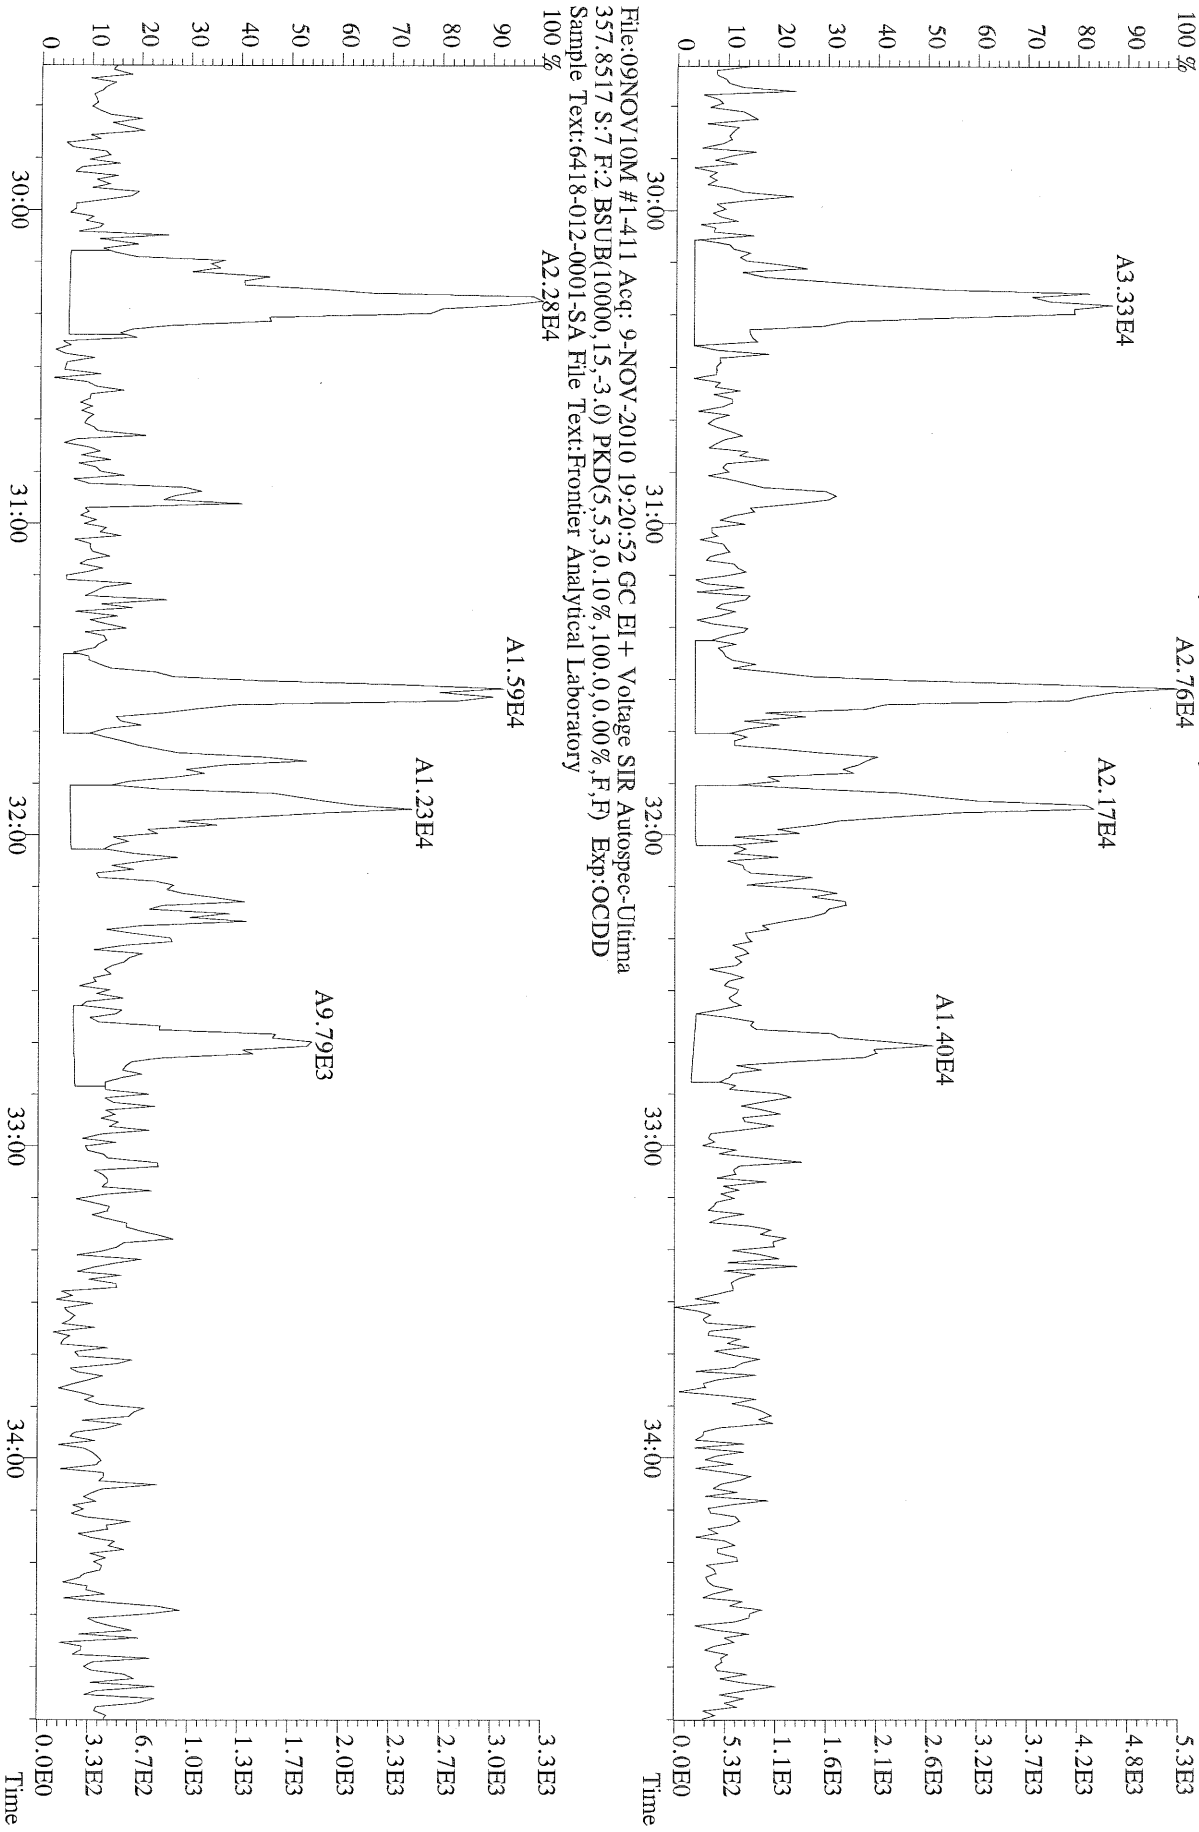 100 %
90
80
70
60
50
40
30
20
10
0
A3.33E4
A2.76E4
A2.17E4
A1.40E4
5.3E3
4.8E3
4.2E3
3.7E3
3.2E3
2.6E3
2.1E3
1.6E3
1.1E3
5.3E2
0.0E0
30:00
31:00
32:00
33:00
34:00
Time
File:09NOV10M #1-411 Acq: 9-NOV-2010 19:20:52 GC EI+ Voltage SIR Autospec-Ultima
357.8517 S:7 F:2 BSUB(10000,15,-3.0) PKD(5,5,3,0.10%,100.0,0.00%,F,F) Exp:OCDD
Sample Text:6418-012-0001-SA File Text:Frontier Analytical Laboratory
100 %
90
80
70
60
50
40
30
20
10
0
A2.28E4
A1.59E4
A1.23E4
A9.79E3
3.3E3
3.0E3
2.7E3
2.3E3
2.0E3
1.7E3
1.3E3
1.0E3
6.7E2
3.3E2
0.0E0
30:00
31:00
32:00
33:00
34:00
Time